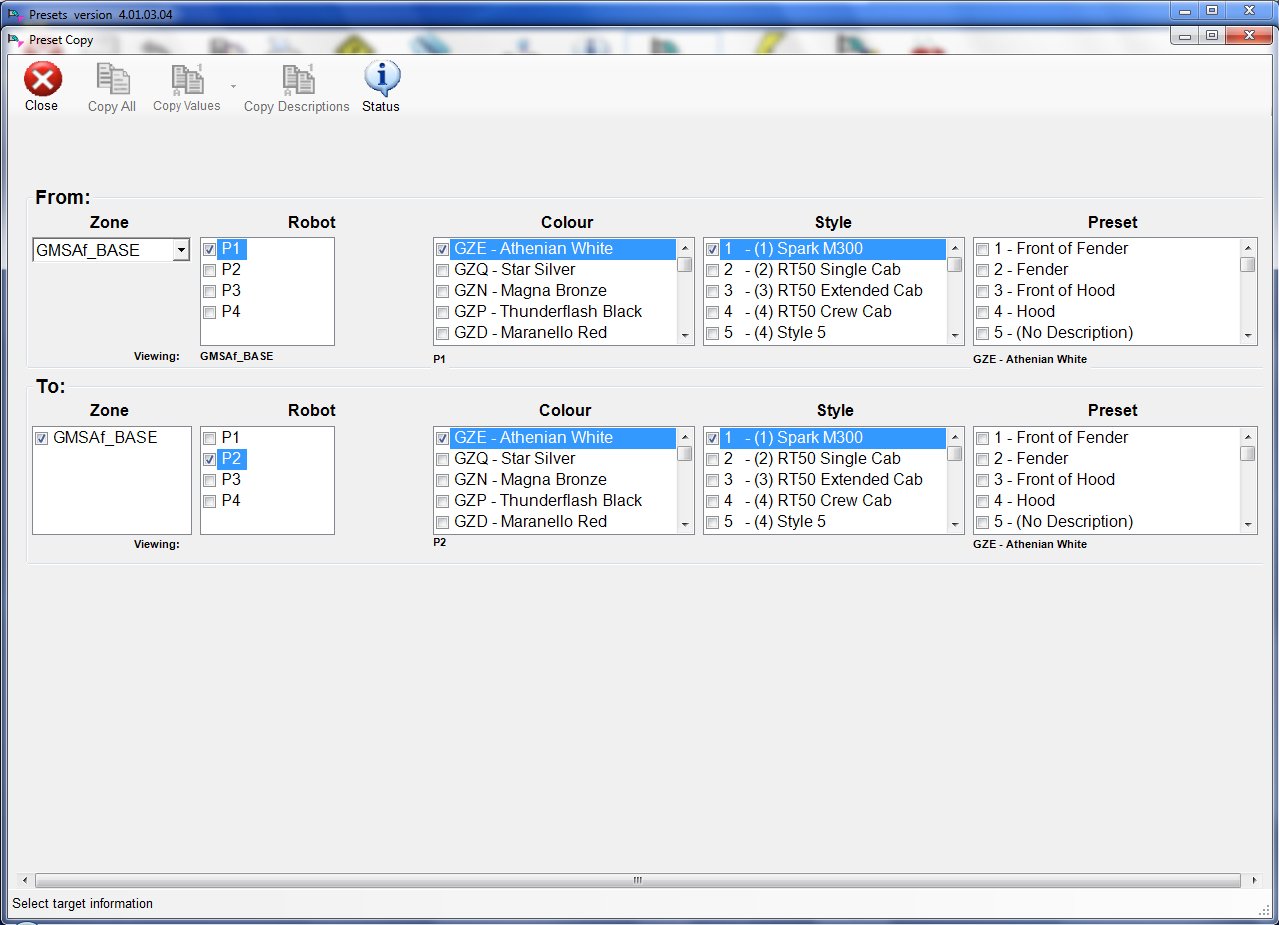 Presets version 4.01.03.04
Preset Copy
Close Copy All Copy Values Copy Descriptions Status
From:
Zone Robot Colour Style Preset
GMSAf_BASE P1 GZE - Athenian White 1 - (1) Spark M300 1 - Front of Fender
P2 GZQ - Star Silver 2 - (2) RT50 Single Cab 2 - Fender
P3 GZN - Magna Bronze 3 - (3) RT50 Extended Cab 3 - Front of Hood
P4 GZP - Thunderflash Black 4 - (4) RT50 Crew Cab 4 - Hood
GZD - Maranello Red 5 - (4) Style 5 5 - (No Description)
Viewing: GMSAf_BASE P1 GZE - Athenian White
To:
Zone Robot Colour Style Preset
GMSAf_BASE P1 GZE - Athenian White 1 - (1) Spark M300 1 - Front of Fender
P2 GZQ - Star Silver 2 - (2) RT50 Single Cab 2 - Fender
P3 GZN - Magna Bronze 3 - (3) RT50 Extended Cab 3 - Front of Hood
P4 GZP - Thunderflash Black 4 - (4) RT50 Crew Cab 4 - Hood
GZD - Maranello Red 5 - (4) Style 5 5 - (No Description)
Viewing: P2 GZE - Athenian White
Select target information